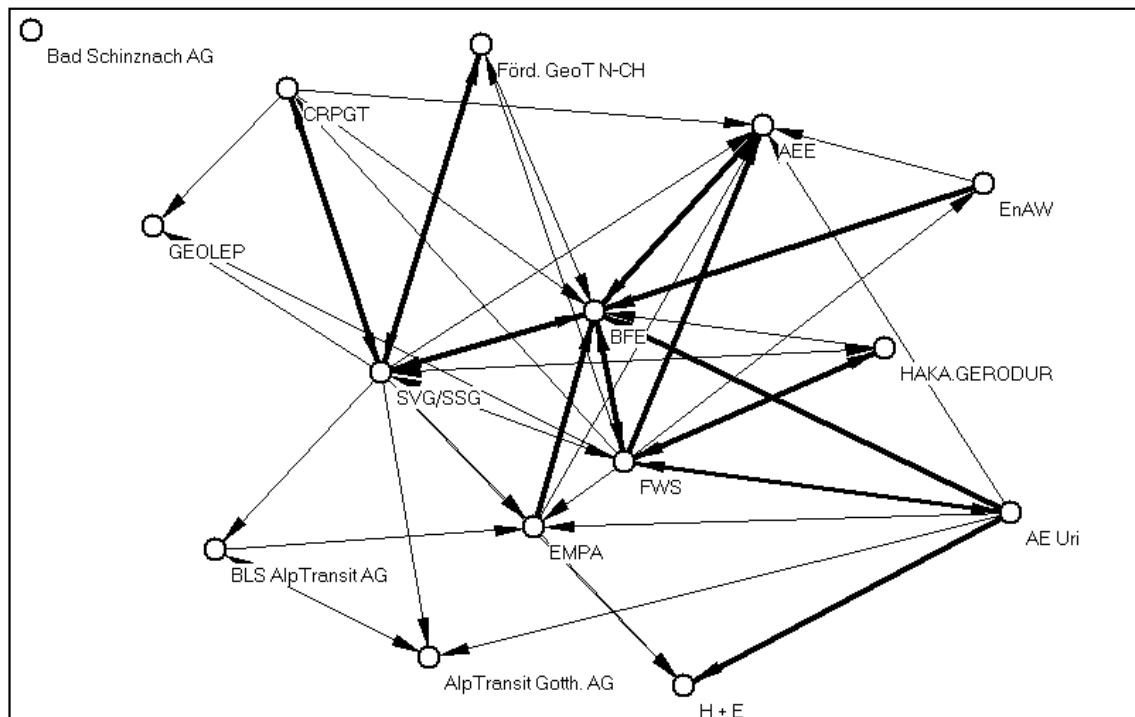 Bad Schinznach AG
Förd. GeoT N-CH
CRPGT
AEE
EnAW
GEOLEP
BFE
HAKA.GERODUR
SVG/SSG
FWS
AE Uri
EMPA
BLS AlpTransit AG
AlpTransit Gotth. AG
H + E